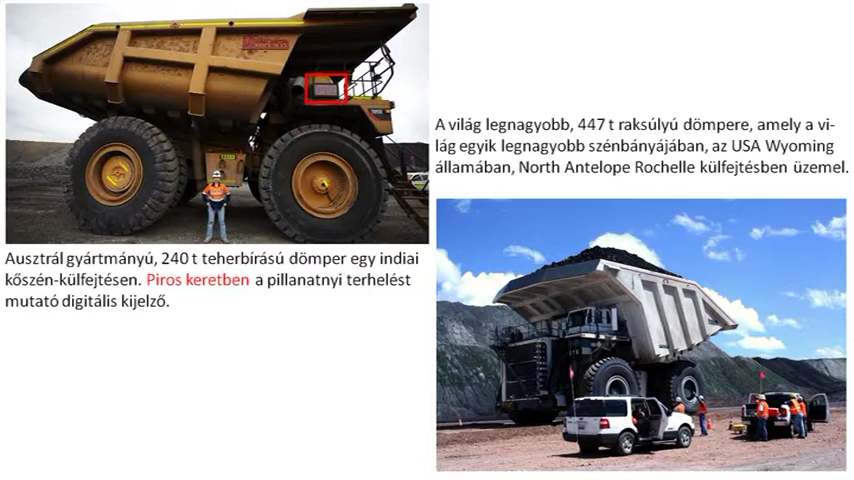 Ausztrál gyártmányú, 240 t teherbírású dömper egy indiai
kőszén-külfejtésen. Piros keretben a pillanatnyi terhelést
mutató digitális kijelző.
A világ legnagyobb, 447 t raksúlyú dömpere, amely a vi-
lág egyik legnagyobb szénbányájában, az USA Wyoming
államában, North Antelope Rochelle külfejtésben üzemel.